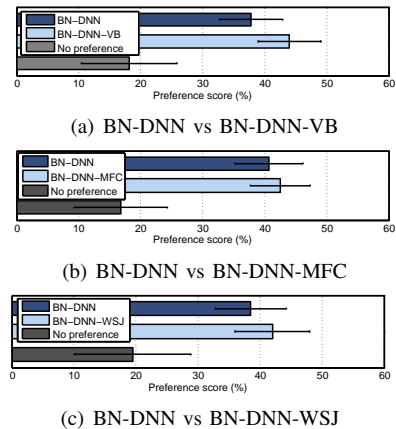 BN–DNN
BN–DNN–VB
No preference
0 10 20 30 40 50 60
Preference score (%)
(a) BN-DNN vs BN-DNN-VB
BN–DNN
BN–DNN–MFC
No preference
0 10 20 30 40 50 60
Preference score (%)
(b) BN-DNN vs BN-DNN-MFC
BN–DNN
BN–DNN–WSJ
No preference
0 10 20 30 40 50 60
Preference score (%)
(c) BN-DNN vs BN-DNN-WSJ